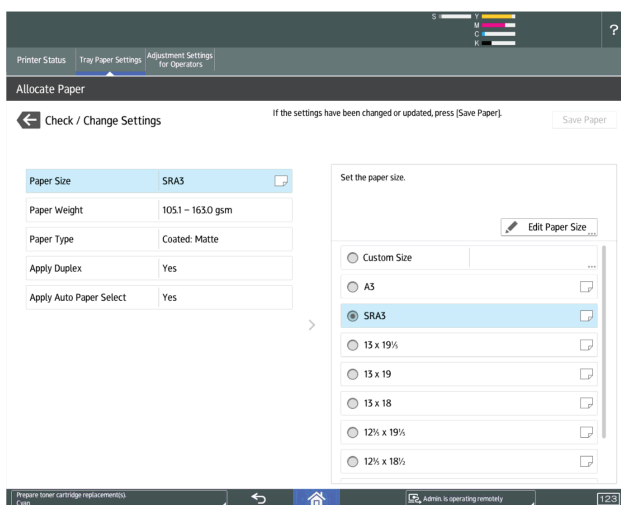 S
Y
M
C
K
?
Printer Status
Tray Paper Settings
Adjustment Settings
for Operators
Allocate Paper
Check / Change Settings
If the settings have been changed or updated, press [Save Paper].
Save Paper
Paper Size SRA3
Paper Weight 105.1 – 163.0 gsm
Paper Type Coated: Matte
Apply Duplex Yes
Apply Auto Paper Select Yes
Set the paper size.
Edit Paper Size
Custom Size
A3
SRA3
13 x 19⅕
13 x 19
13 x 18
12⅗ x 19⅕
12⅗ x 18½
Prepare toner cartridge replacement(s).
Cyan
Admin. is operating remotely
123